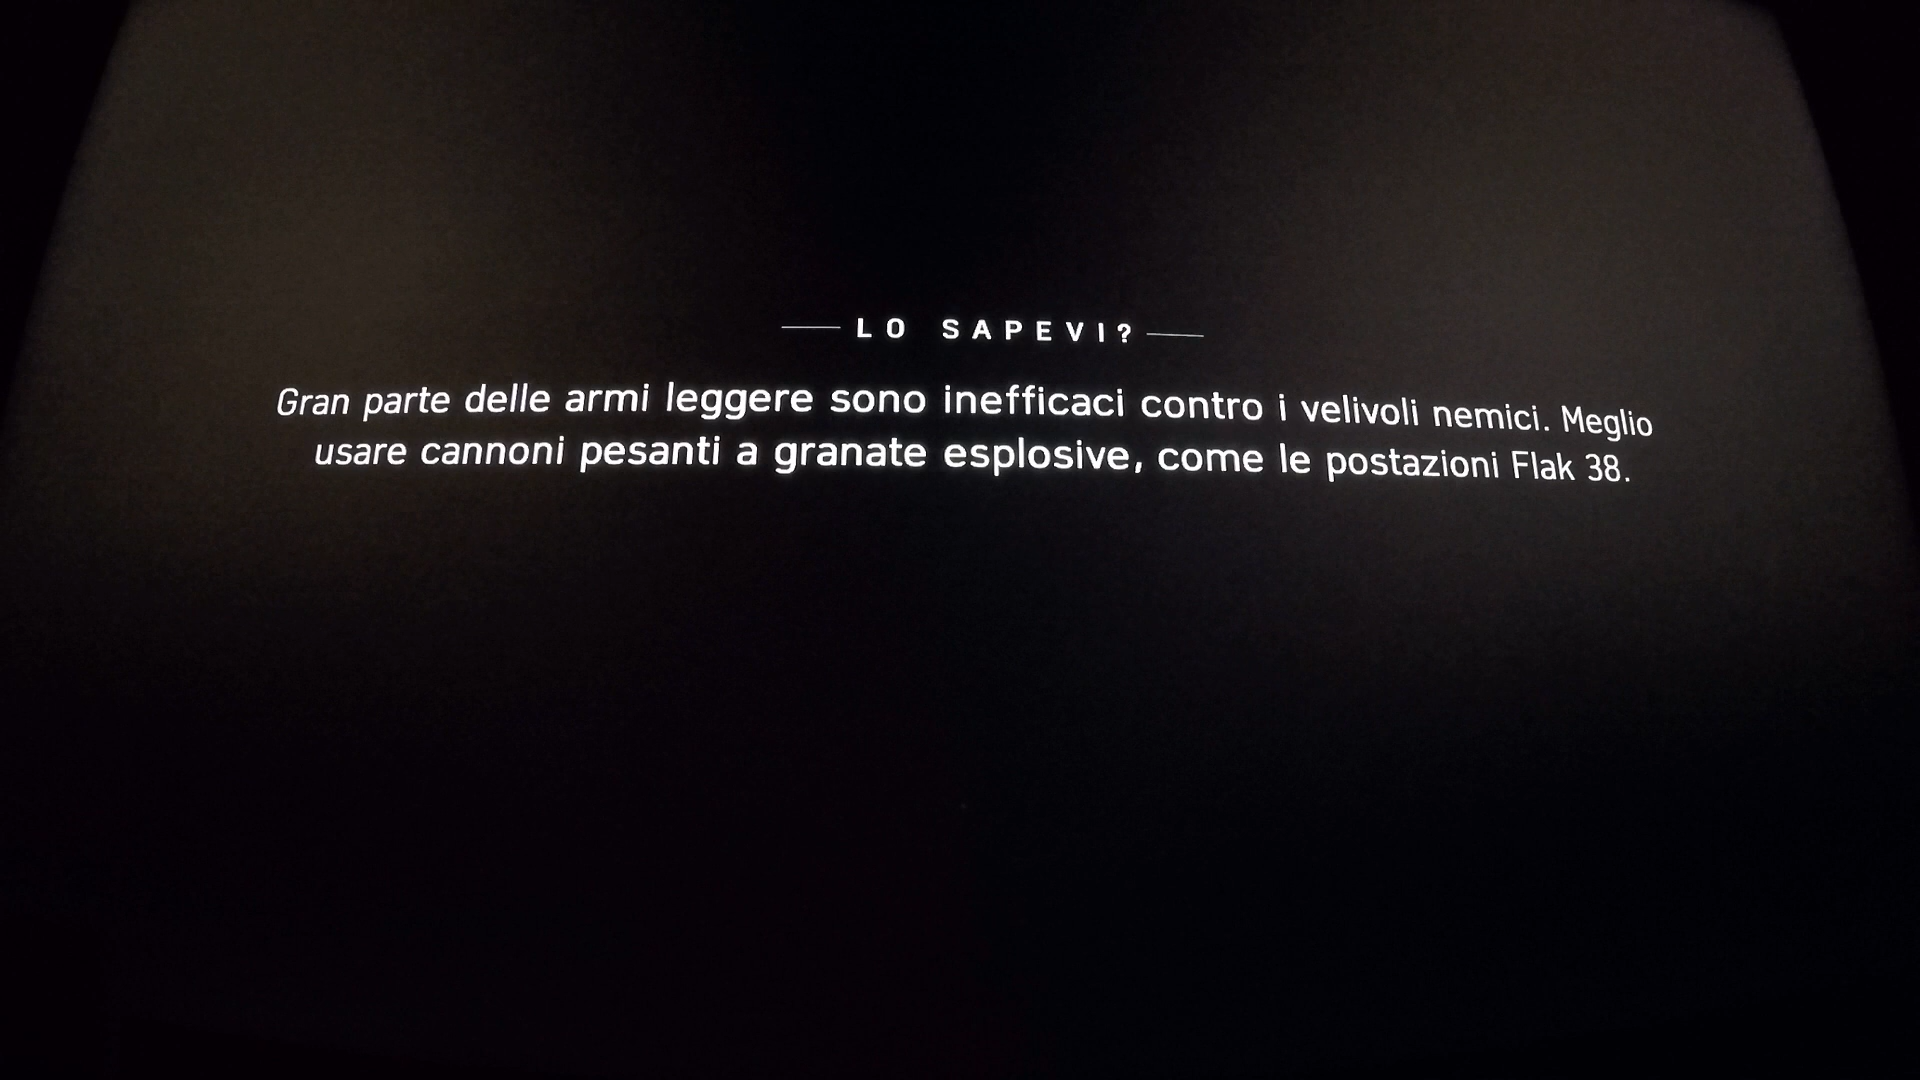 LO SAPEVI?
Gran parte delle armi leggere sono inefficaci contro i velivoli nemici. Meglio
usare cannoni pesanti a granate esplosive, come le postazioni Flak 38.